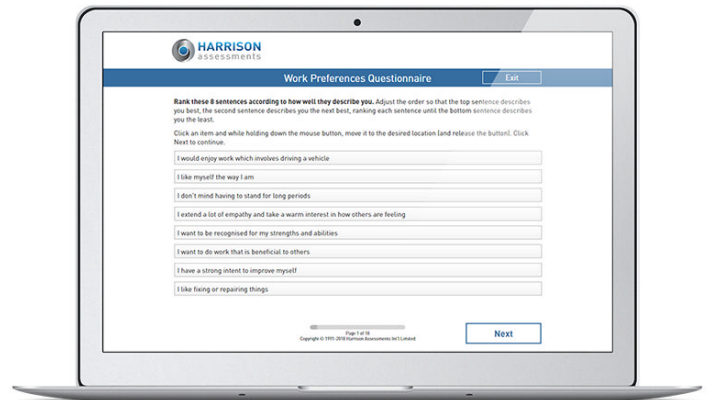 HARRISON
assessments
Work Preferences Questionnaire
Exit
Rank these 8 sentences according to how well they describe you. Adjust the order so that the top sentence describes
you best, the second sentence describes you the next best, ranking each sentence until the bottom sentence describes
you the least.
Click an item and while holding down the mouse button, move it to the desired location (and release the button). Click
Next to continue.
I would enjoy work which involves driving a vehicle
I like myself the way I am
I don't mind having to stand for long periods
I extend a lot of empathy and take a warm interest in how others are feeling
I want to be recognised for my strengths and abilities
I want to do work that is beneficial to others
I have a strong intent to improve myself
I like fixing or repairing things
Page 1 of 18
Copyright © 1991-2018 Harrison Assessments Int'l Limited
Next